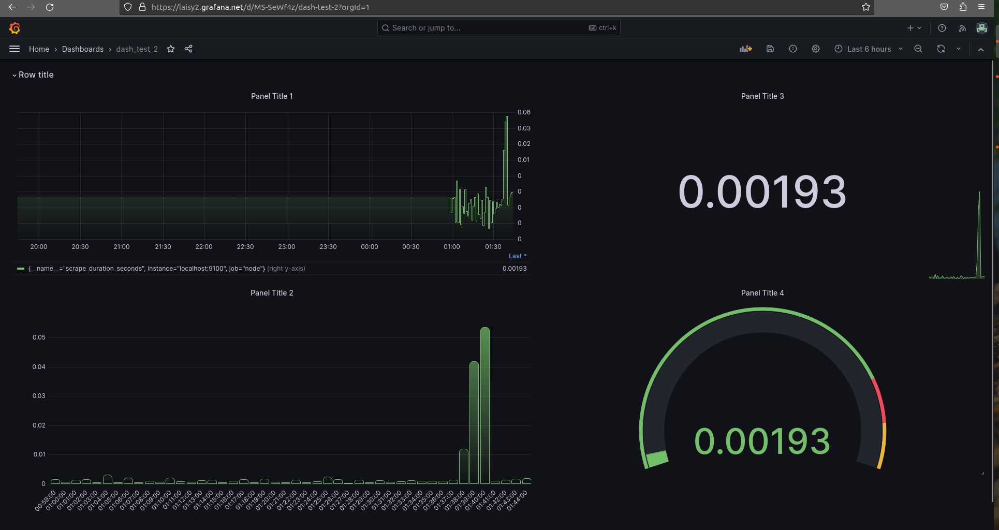 https://laisy2.grafana.net/d/MS-SeWf4z/dash-test-2?orgId=1
Search or jump to... ctrl+k
Home › Dashboards › dash_test_2 Last 6 hours
Row title
Panel Title 1
0.06
0.03
0.02
0.01
0
0
0
0
0
20:00 20:30 21:00 21:30 22:00 22:30 23:00 23:30 00:00 00:30 01:00 01:30
Last *
{__name__="scrape_duration_seconds", instance="localhost:9100", job="node"} (right y-axis) 0.00193
Panel Title 3
0.00193
Panel Title 2
0.05
0.04
0.03
0.02
0.01
0
00:59:00 01:00:00 01:01:00 01:02:00 01:03:00 01:04:00 01:05:00 01:06:00 01:07:00 01:08:00 01:09:00 01:10:00 01:11:00 01:12:00 01:13:00 01:14:00 01:15:00 01:16:00 01:17:00 01:18:00 01:19:00 01:20:00 01:21:00 01:22:00 01:23:00 01:24:00 01:25:00 01:26:00 01:27:00 01:28:00 01:29:00 01:30:00 01:31:00 01:32:00 01:33:00 01:34:00 01:35:00 01:36:00 01:37:00 01:38:00 01:39:00 01:40:00 01:41:00 01:42:00 01:43:00 01:44:00
Panel Title 4
0.00193